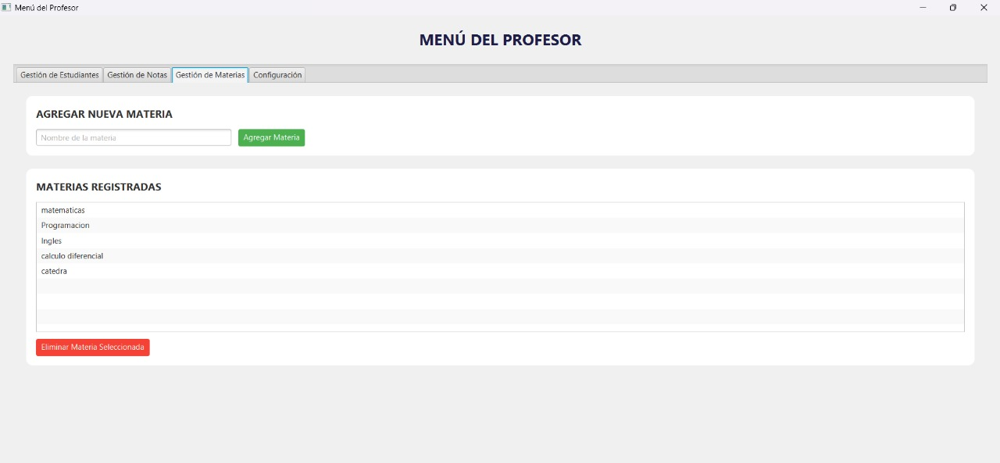 Menú del Profesor
MENÚ DEL PROFESOR
Gestión de Estudiantes Gestión de Notas Gestión de Materias Configuración
AGREGAR NUEVA MATERIA
Nombre de la materia Agregar Materia
MATERIAS REGISTRADAS
matematicas
Programacion
Ingles
calculo diferencial
catedra
Eliminar Materia Seleccionada